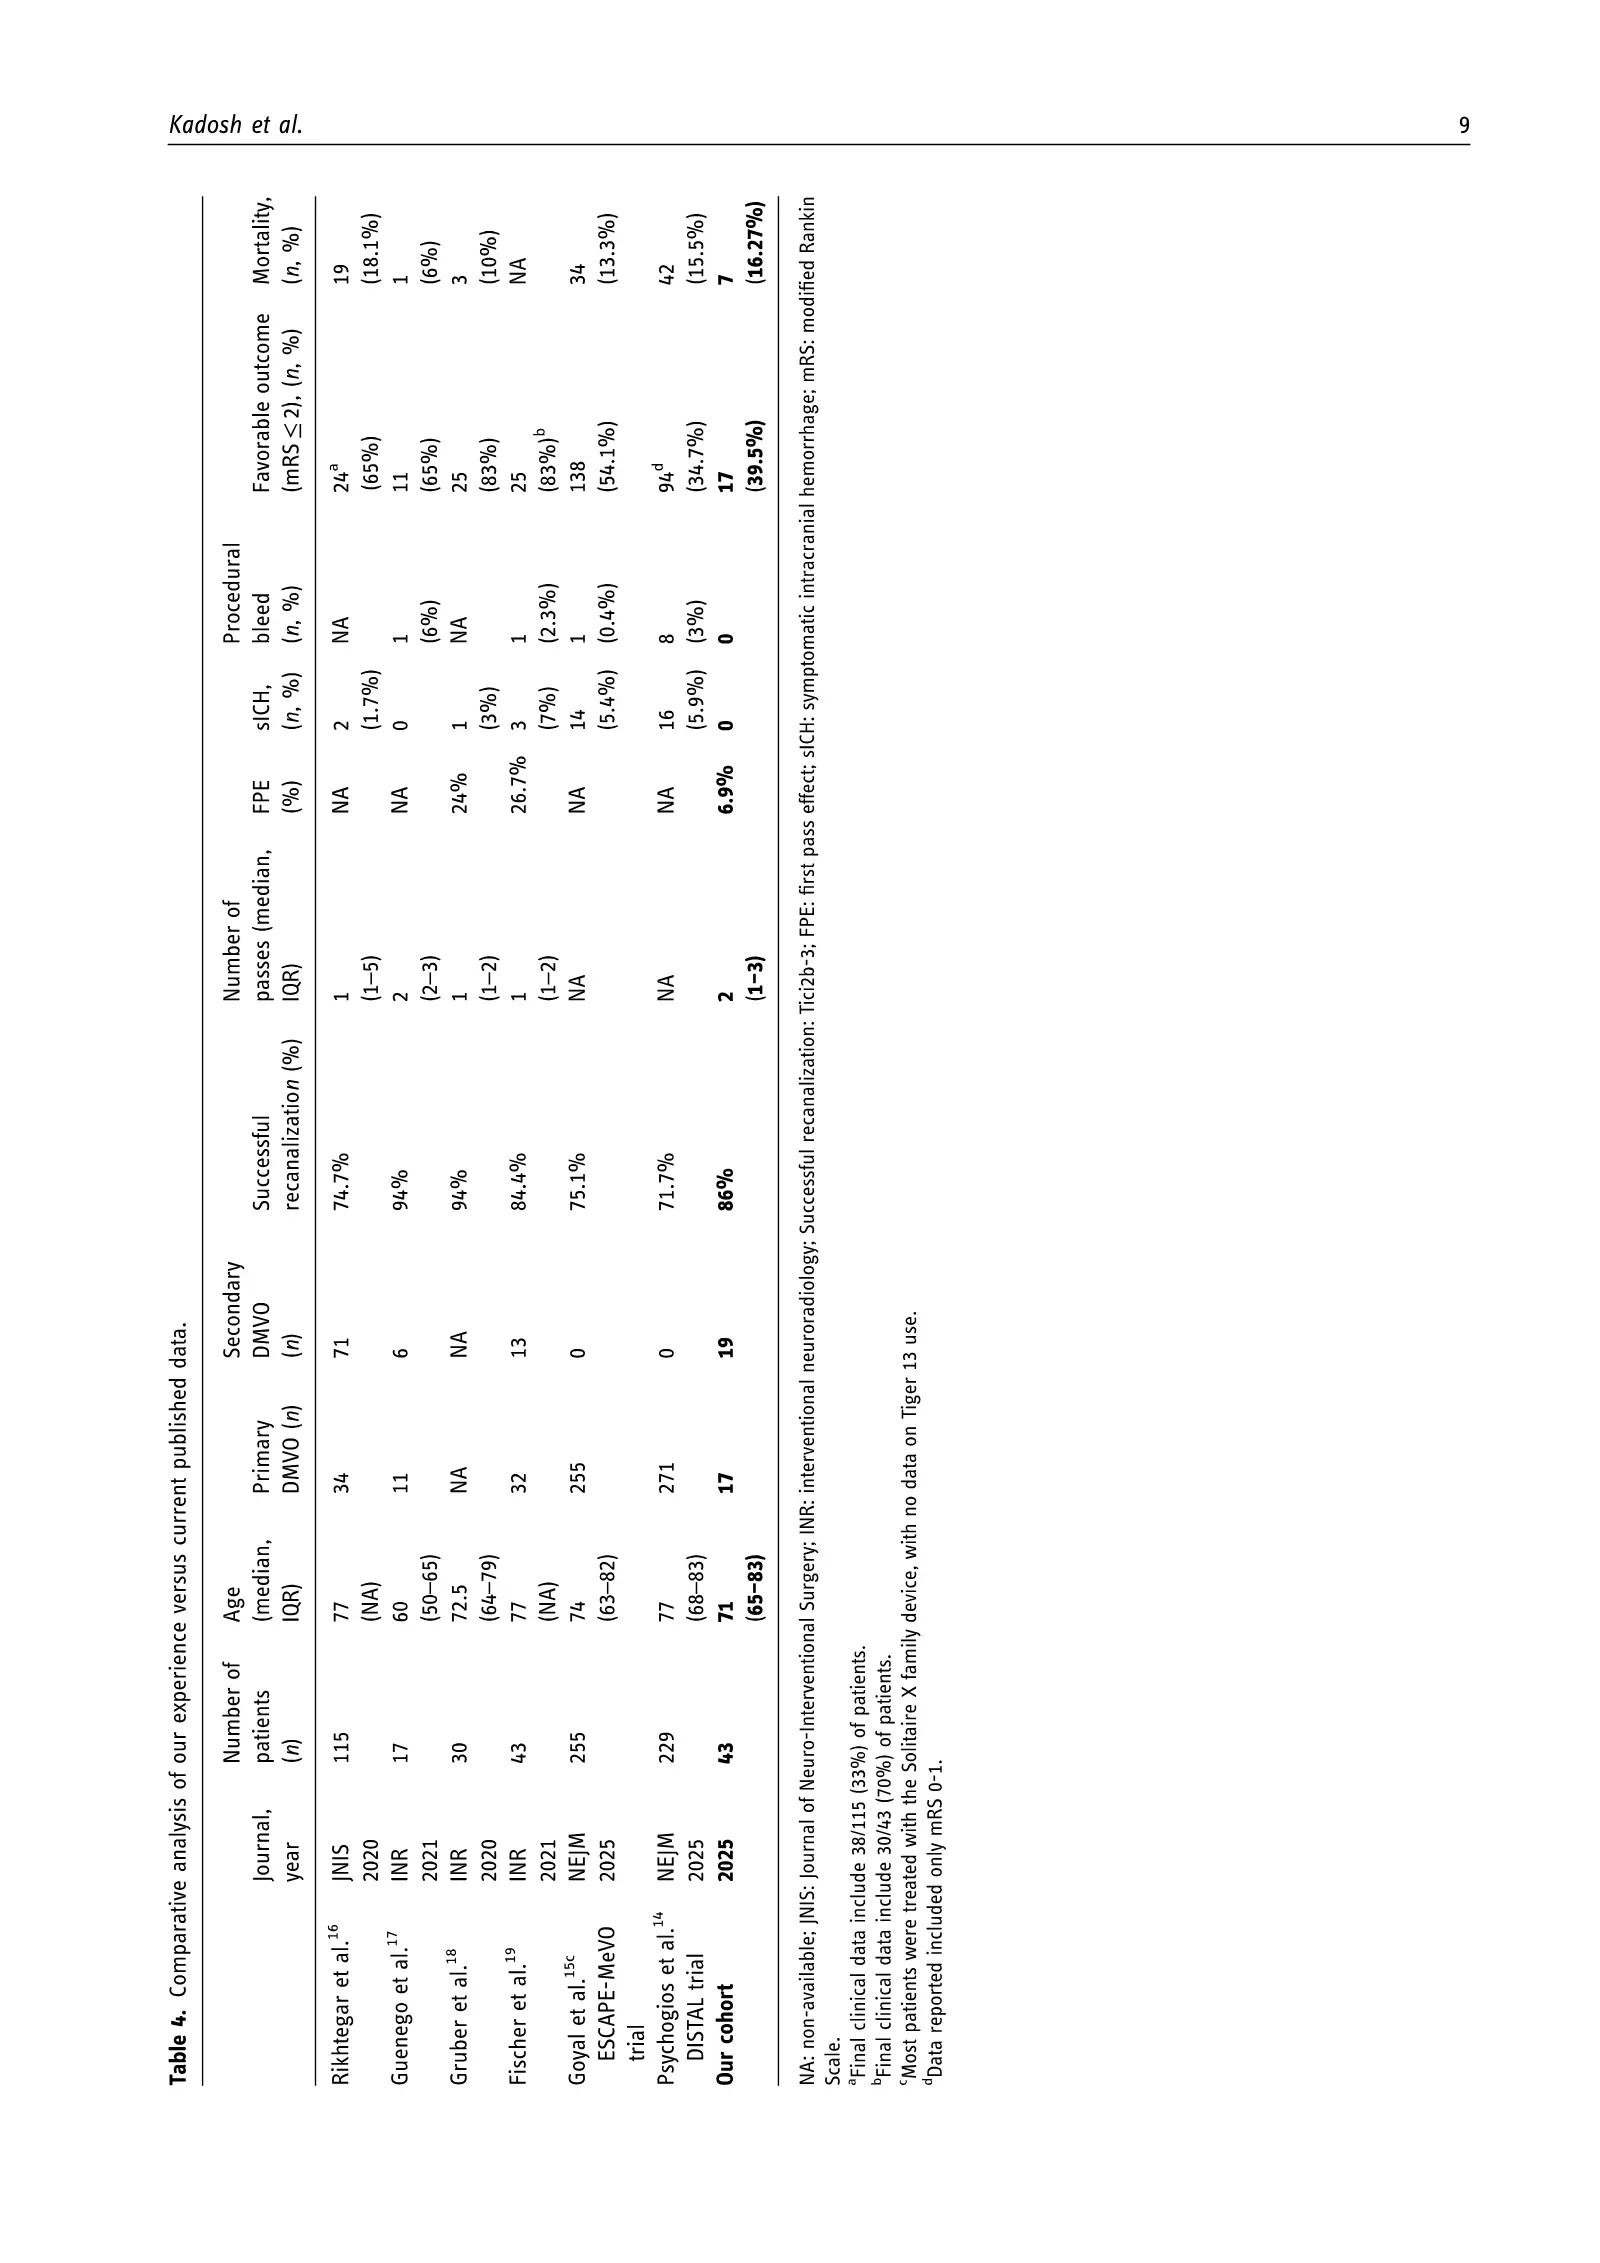 Kadosh et al. 9
Table 4. Comparative analysis of our experience versus current published data.
Number of Age Secondary Number of Procedural
Journal, patients (median, Primary DMVO Successful passes (median, FPE sICH, bleed Favorable outcome Mortality,
year (n) IQR) DMVO (n) (n) recanalization (%) IQR) (%) (n, %) (n, %) (mRS ≤ 2), (n, %) (n, %)
Rikhtegar et al.16 JNIS 115 77 34 71 74.7% 1 NA 2 NA 24a 19
2020 (NA) (1–5) (1.7%) (65%) (18.1%)
Guenego et al.17 INR 17 60 11 6 94% 2 NA 0 1 11 1
2021 (50–65) (2–3) (6%) (65%) (6%)
Gruber et al.18 INR 30 72.5 NA NA 94% 1 24% 1 NA 25 3
2020 (64–79) (1–2) (3%) (83%) (10%)
Fischer et al.19 INR 43 77 32 13 84.4% 1 26.7% 3 1 25 NA
2021 (NA) (1–2) (7%) (2.3%) (83%)b
Goyal et al.15c NEJM 255 74 255 0 75.1% NA NA 14 1 138 34
ESCAPE-MeVO 2025 (63–82) (5.4%) (0.4%) (54.1%) (13.3%)
trial
Psychogios et al.14 NEJM 229 77 271 0 71.7% NA NA 16 8 94d 42
DISTAL trial 2025 (68–83) (5.9%) (3%) (34.7%) (15.5%)
Our cohort 2025 43 71 17 19 86% 2 6.9% 0 0 17 7
(65–83) (1–3) (39.5%) (16.27%)
NA: non-available; JNIS: Journal of Neuro-Interventional Surgery; INR: interventional neuroradiology; Successful recanalization: Tici2b-3; FPE: first pass effect; sICH: symptomatic intracranial hemorrhage; mRS: modified Rankin
Scale.
aFinal clinical data include 38/115 (33%) of patients.
bFinal clinical data include 30/43 (70%) of patients.
cMost patients were treated with the Solitaire X family device, with no data on Tiger 13 use.
dData reported included only mRS 0-1.